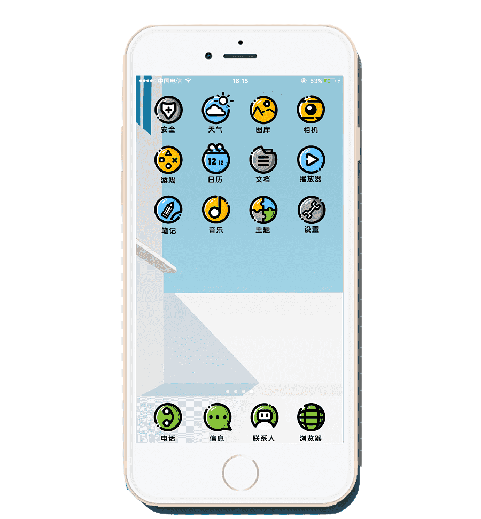 中国移动 16:15 53%
安全 天气 图库 相机
12
游戏 日历 文档 播放器
笔记 音乐 主题 设置
电话 信息 联系人 浏览器